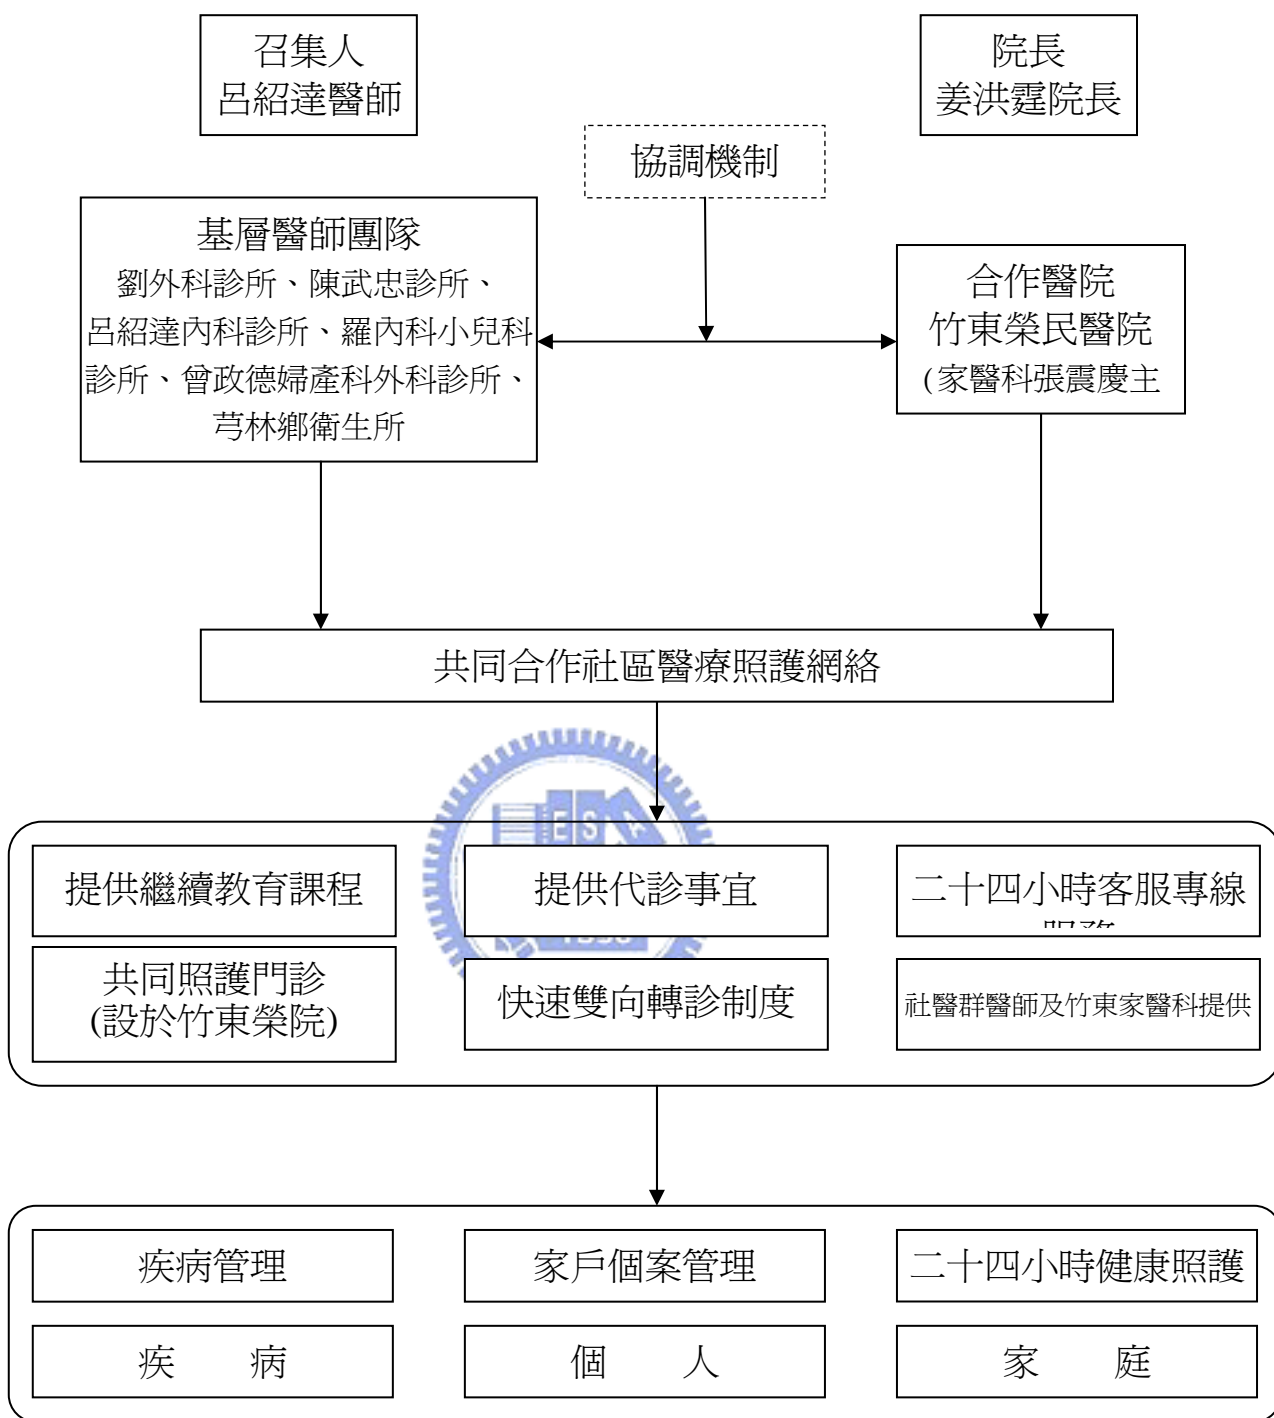 召集人
呂紹達醫師
院長
姜洪霆院長
協調機制
基層醫師團隊
劉外科診所、陳武忠診所、
呂紹達內科診所、羅內科小兒科
診所、曾政德婦產科外科診所、
芎林鄉衛生所
合作醫院
竹東榮民醫院
(家醫科張震慶主
共同合作社區醫療照護網絡
E S
提供繼續教育課程
提供代診事宜
二十四小時客服專線
共同照護門診
(設於竹東榮院)
快速雙向轉診制度
社醫群醫師及竹東家醫科提供
疾病管理
家戶個案管理
二十四小時健康照護
疾 病
個 人
家 庭